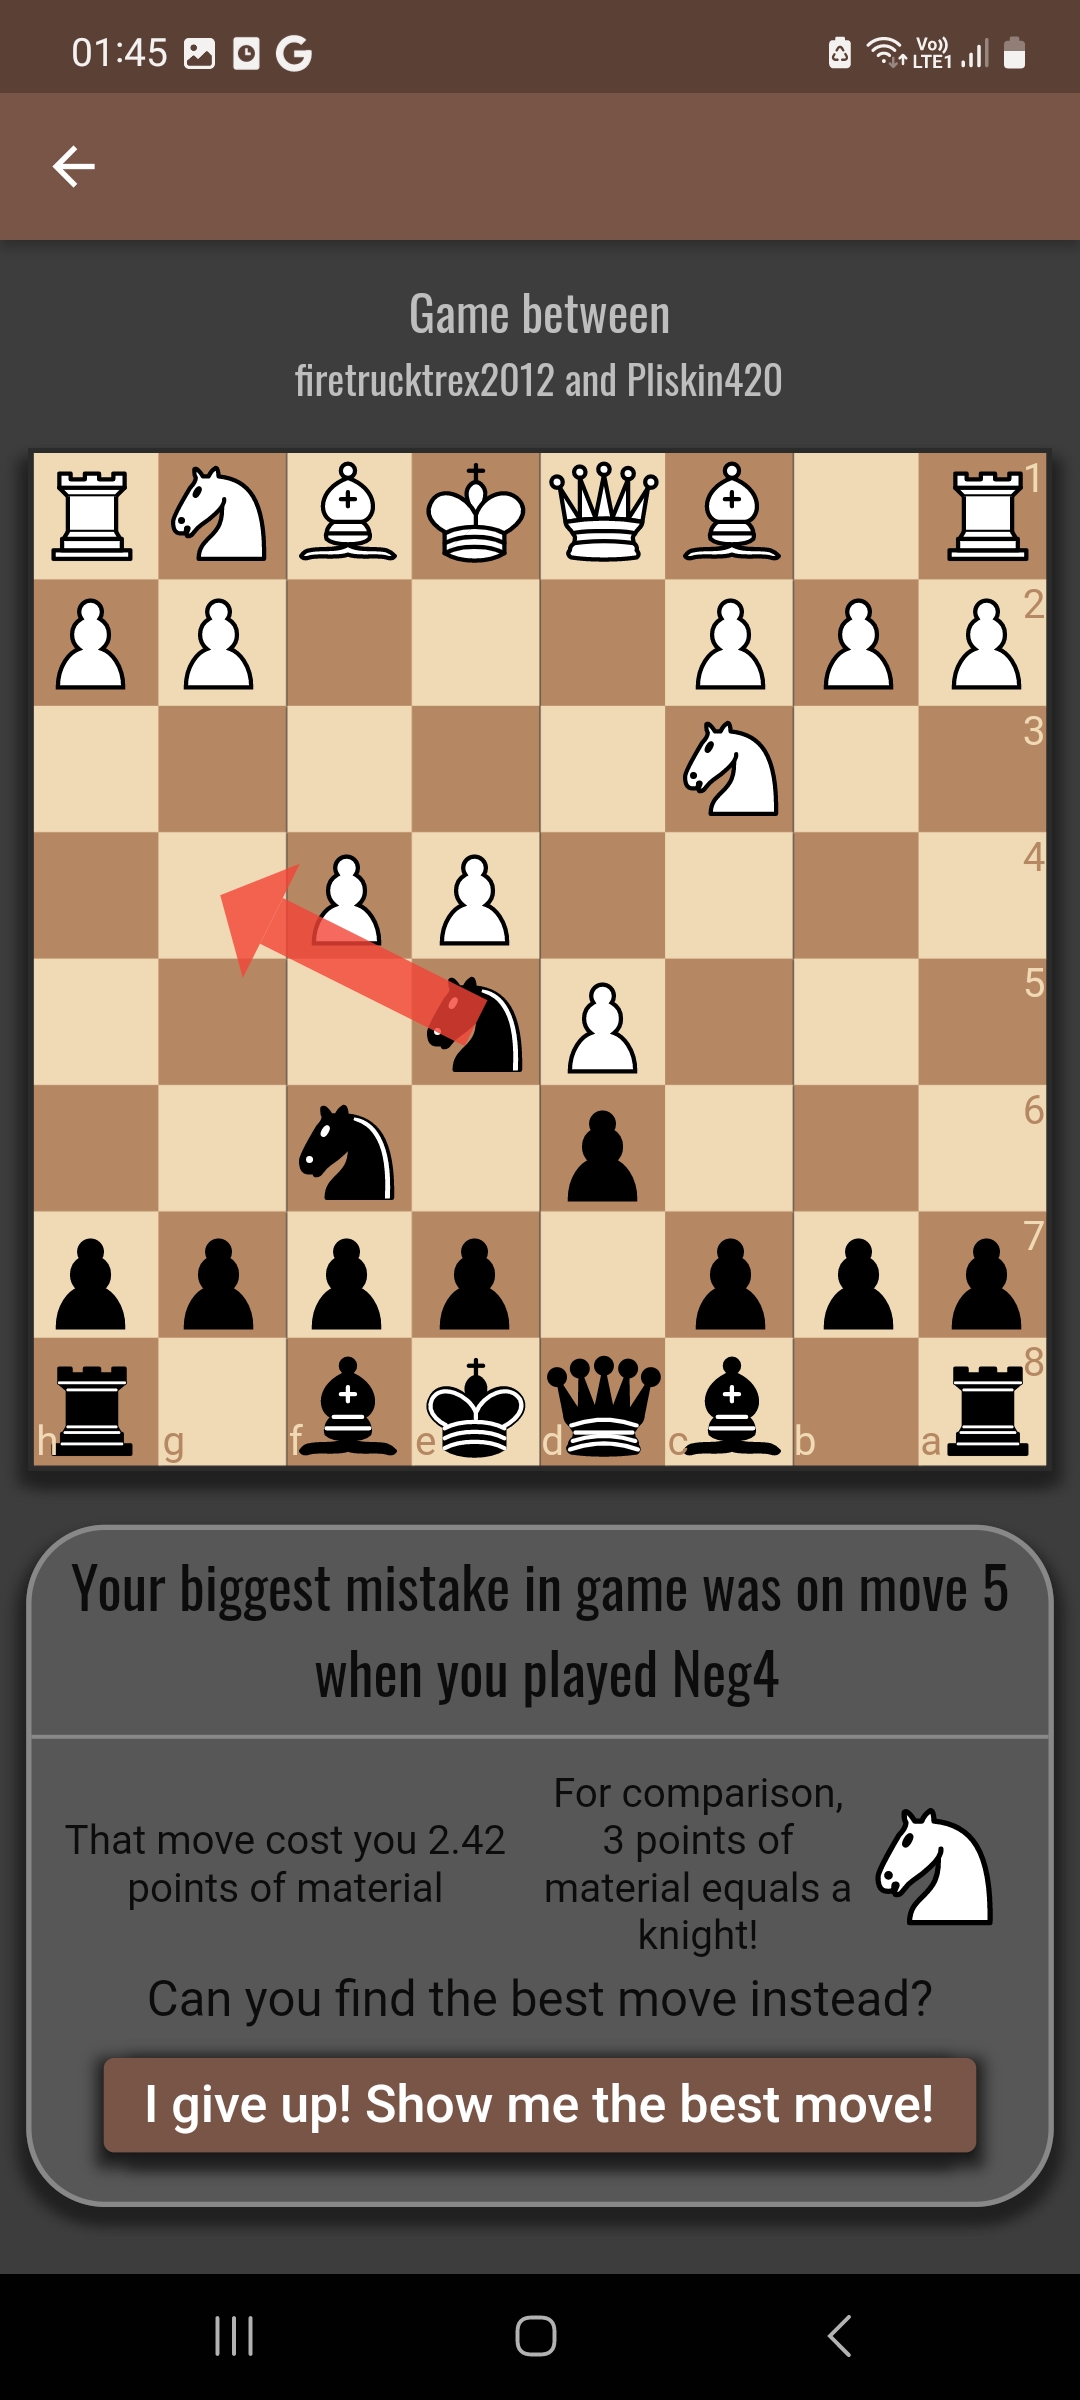 01:45
Vo))
LTE1
Game between
firetrucktrex2012 and Pliskin420
1
2
3
4
5
6
7
8
h g f e d c b a
Your biggest mistake in game was on move 5
when you played Neg4
That move cost you 2.42
points of material
For comparison,
3 points of
material equals a
knight!
Can you find the best move instead?
I give up! Show me the best move!